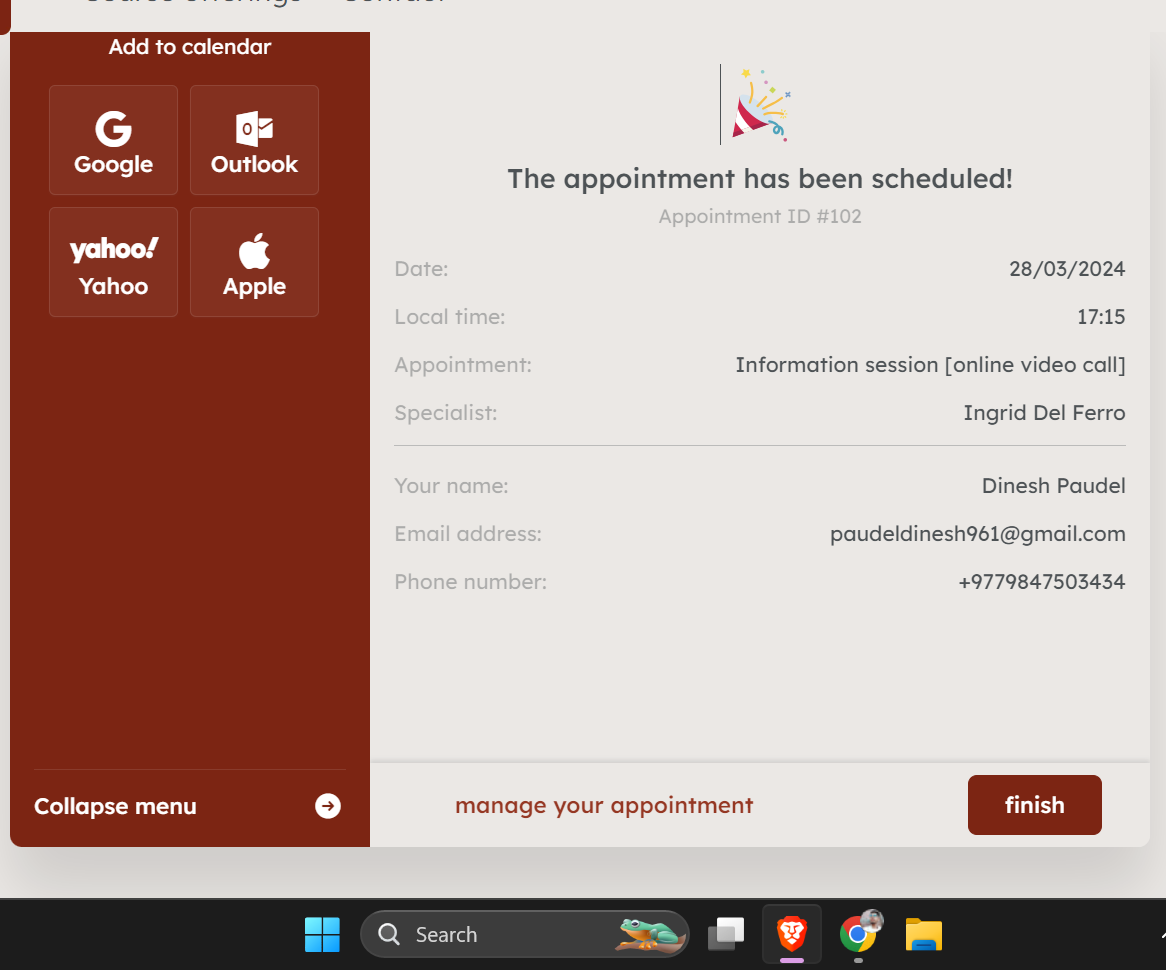 Add to calendar
Google
Outlook
yahoo!
Yahoo
Apple
Collapse menu
The appointment has been scheduled!
Appointment ID #102
Date: 28/03/2024
Local time: 17:15
Appointment: Information session [online video call]
Specialist: Ingrid Del Ferro
Your name: Dinesh Paudel
Email address: paudeldinesh961@gmail.com
Phone number: +9779847503434
manage your appointment
finish
Search